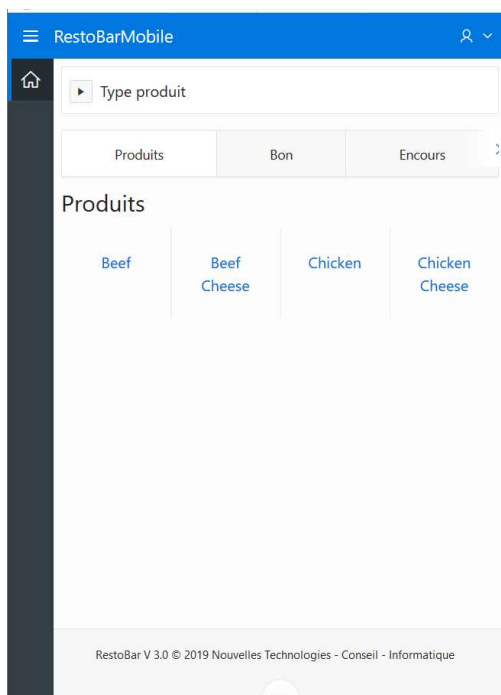 RestoBarMobile
Type produit
Produits Bon Encours
Produits
Beef Beef Chicken Chicken
Cheese Cheese
RestoBar V 3.0 © 2019 Nouvelles Technologies - Conseil - Informatique